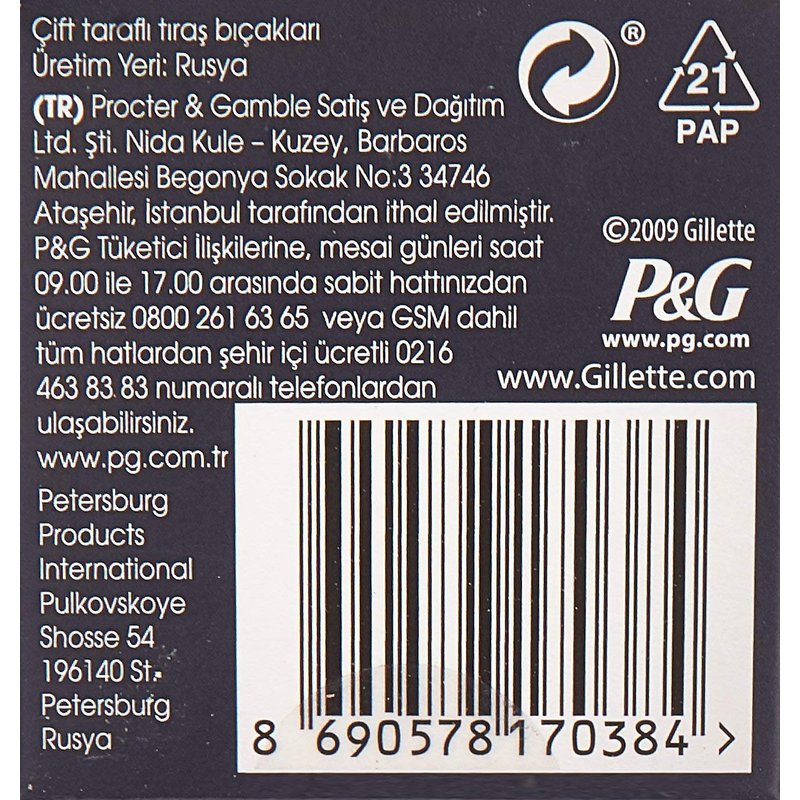 Çift taraflı tıraş bıçakları
Üretim Yeri: Rusya
(TR) Procter & Gamble Satış ve Dağıtım
Ltd. Şti. Nida Kule – Kuzey, Barbaros
Mahallesi Begonya Sokak No:3 34746
Ataşehir, İstanbul tarafından ithal edilmiştir.
P&G Tüketici İlişkilerine, mesai günleri saat
09.00 ile 17.00 arasında sabit hattınızdan
ücretsiz 0800 261 63 65 veya GSM dahil
tüm hatlardan şehir içi ücretli 0216
463 83 83 numaralı telefonlardan
ulaşabilirsiniz.
www.pg.com.tr
Petersburg
Products
International
Pulkovskoye
Shosse 54
196140 St.-
Petersburg
Rusya
®
21
PAP
©2009 Gillette
P&G
www.pg.com
www.Gillette.com
8 690578 170384 >